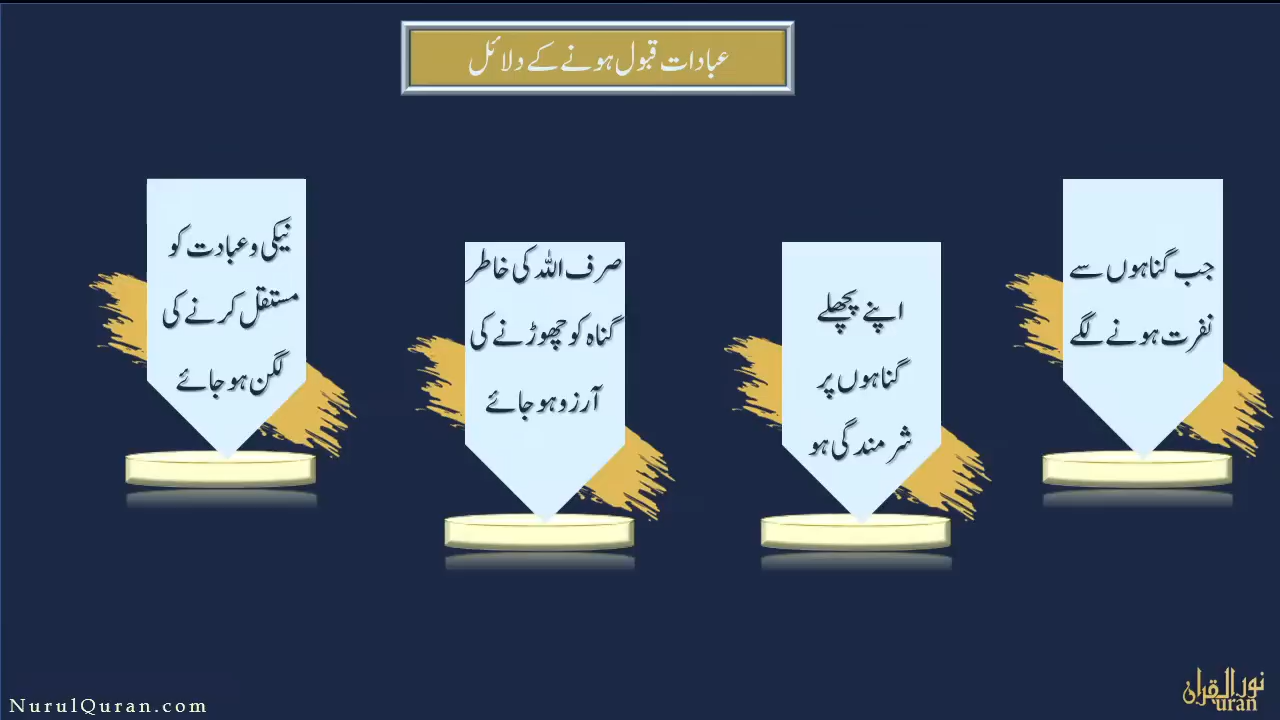 عبادات قبول ہونے کے دلائل
جب گناہوں سے
نفرت ہونے لگے
اپنے پچھلے
گناہوں پر
شرمندگی ہو
صرف اللہ کی خاطر
گناہ کو چھوڑنے کی
آرزو ہو جائے
نیکی و عبادت کو
مستقل کرنے کی
لگن ہو جائے
NurulQuran.com
نور القرآن
uran